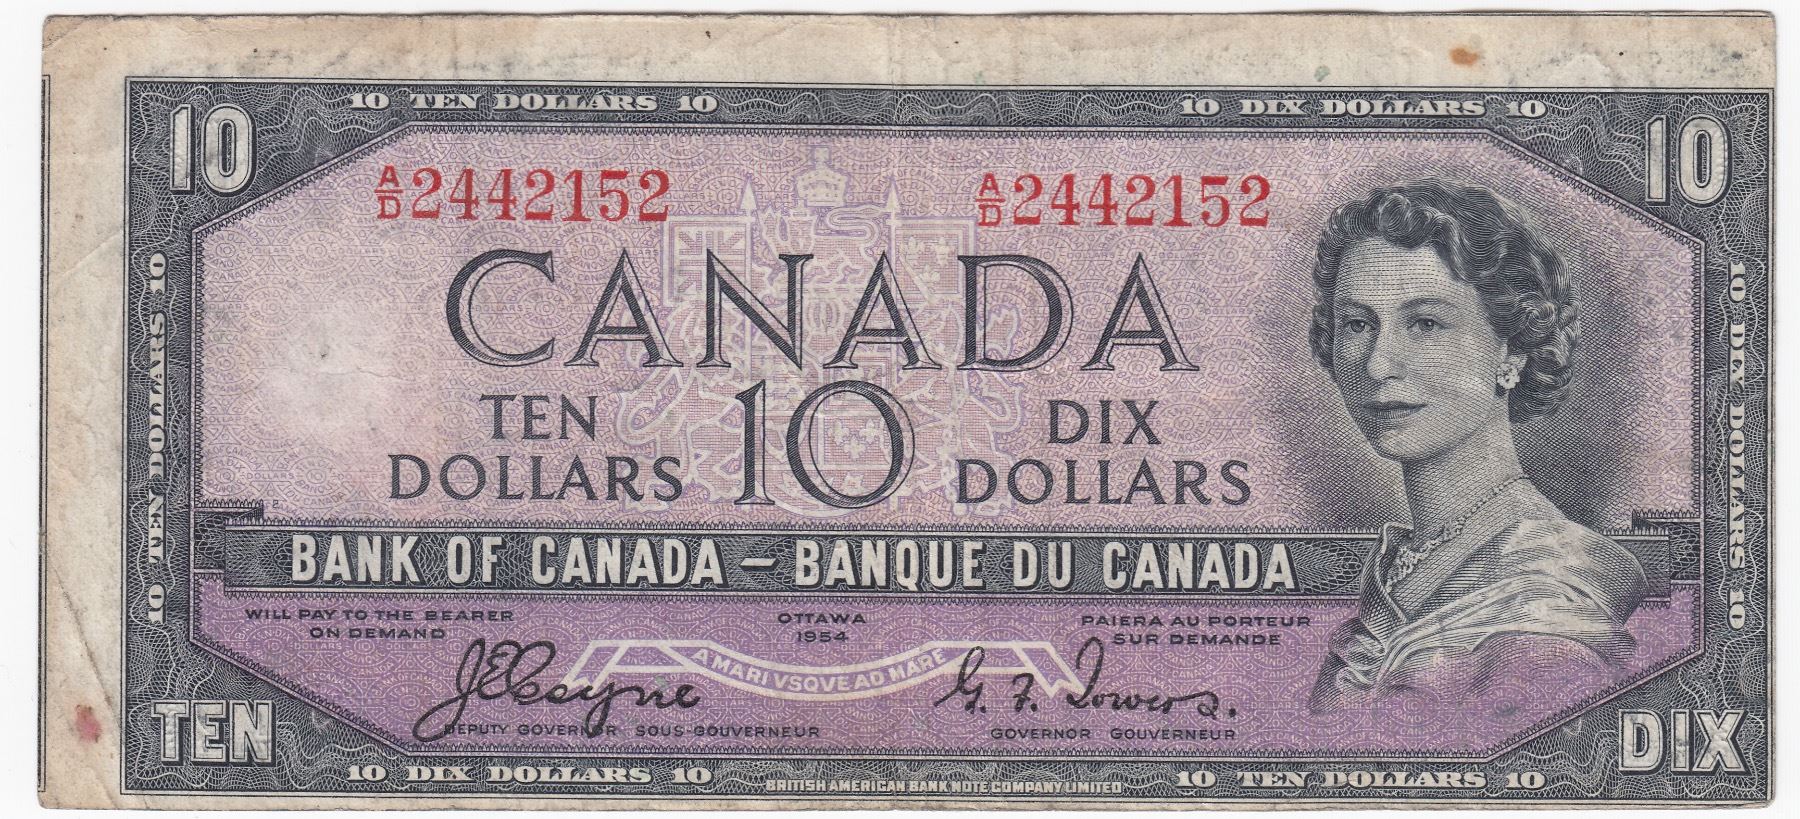 10 TEN DOLLARS 10
10 DIX DOLLARS 10
10
10
A/D 2442152
A/D 2442152
CANADA
TEN
DOLLARS
10
DIX
DOLLARS
10 TEN DOLLARS 10
10 DIX DOLLARS 10
BANK OF CANADA – BANQUE DU CANADA
WILL PAY TO THE BEARER
ON DEMAND
OTTAWA
1954
PAIERA AU PORTEUR
SUR DEMANDE
A MARI VSQVE AD MARE
J E Coyne
G. F. Towers.
DEPUTY GOVERNOR SOUS-GOUVERNEUR
GOVERNOR GOUVERNEUR
TEN
DIX
10 DIX DOLLARS 10
BRITISH AMERICAN BANK NOTE COMPANY LIMITED
10 TEN DOLLARS 10